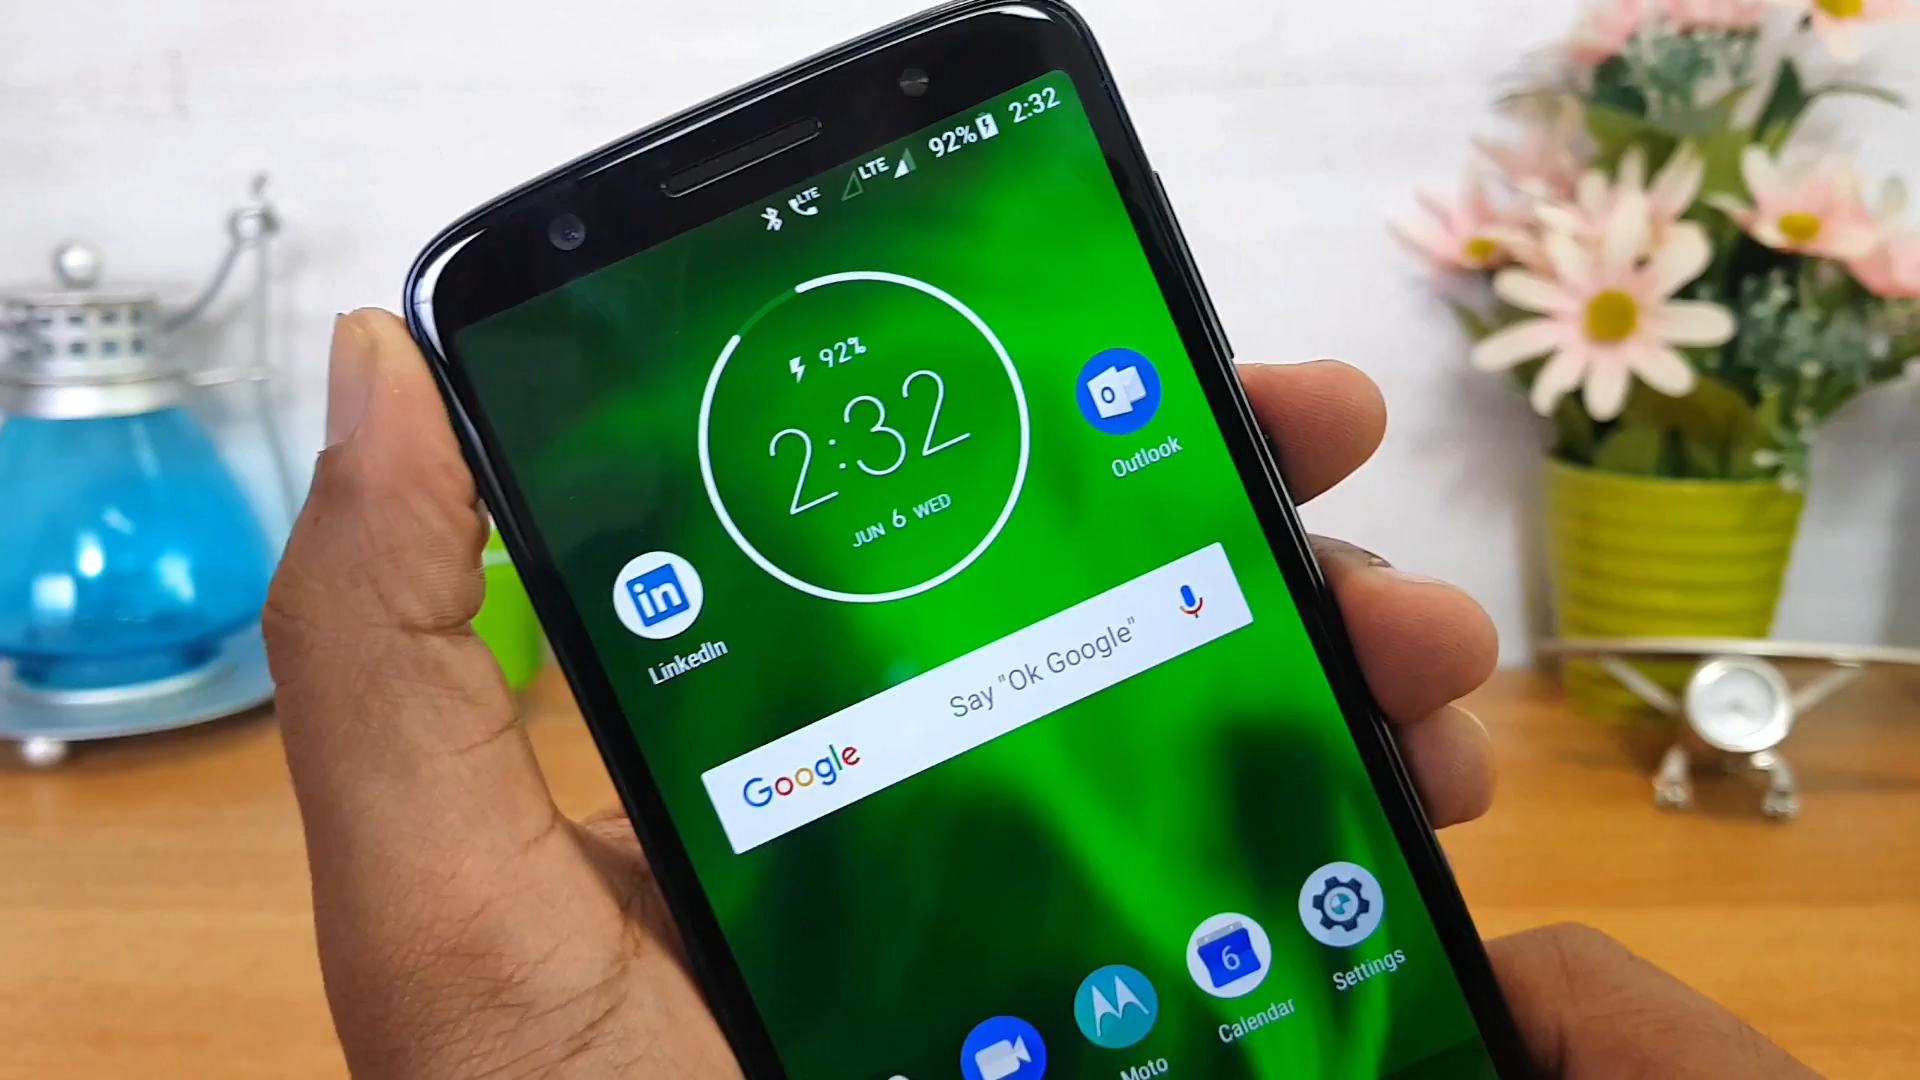 LTE LTE 92% 2:32
92%
2:32
JUN 6 WED
Outlook
in
LinkedIn
Google Say "Ok Google"
6
Settings
Calendar
Moto